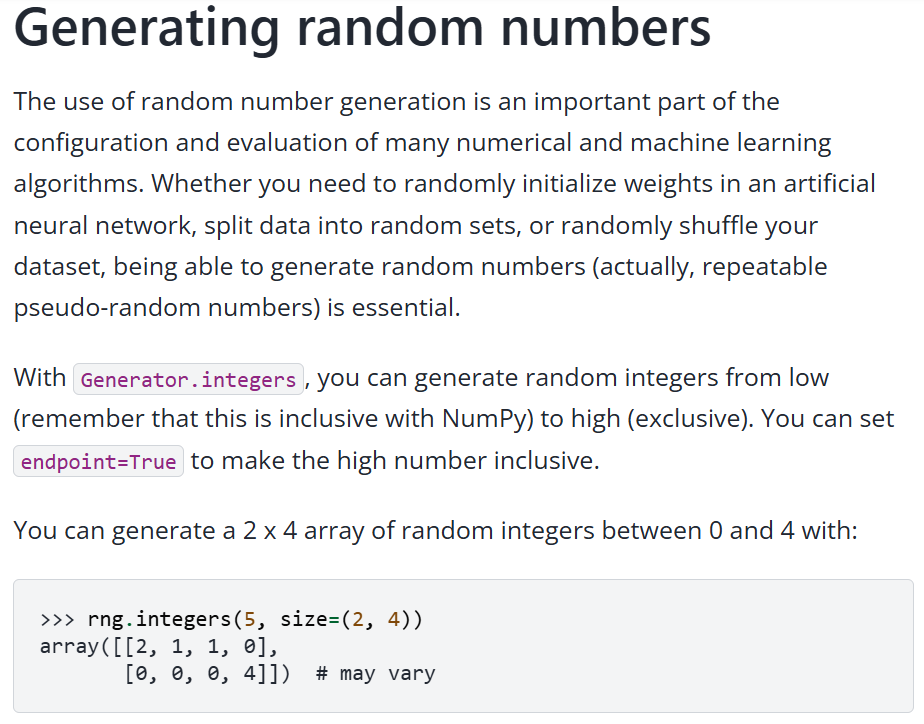 Generating random numbers
The use of random number generation is an important part of the
configuration and evaluation of many numerical and machine learning
algorithms. Whether you need to randomly initialize weights in an artificial
neural network, split data into random sets, or randomly shuffle your
dataset, being able to generate random numbers (actually, repeatable
pseudo-random numbers) is essential.
With Generator.integers, you can generate random integers from low
(remember that this is inclusive with NumPy) to high (exclusive). You can set
endpoint=True to make the high number inclusive.
You can generate a 2 x 4 array of random integers between 0 and 4 with:
>>> rng.integers(5, size=(2, 4))
array([[2, 1, 1, 0],
       [0, 0, 0, 4]])  # may vary